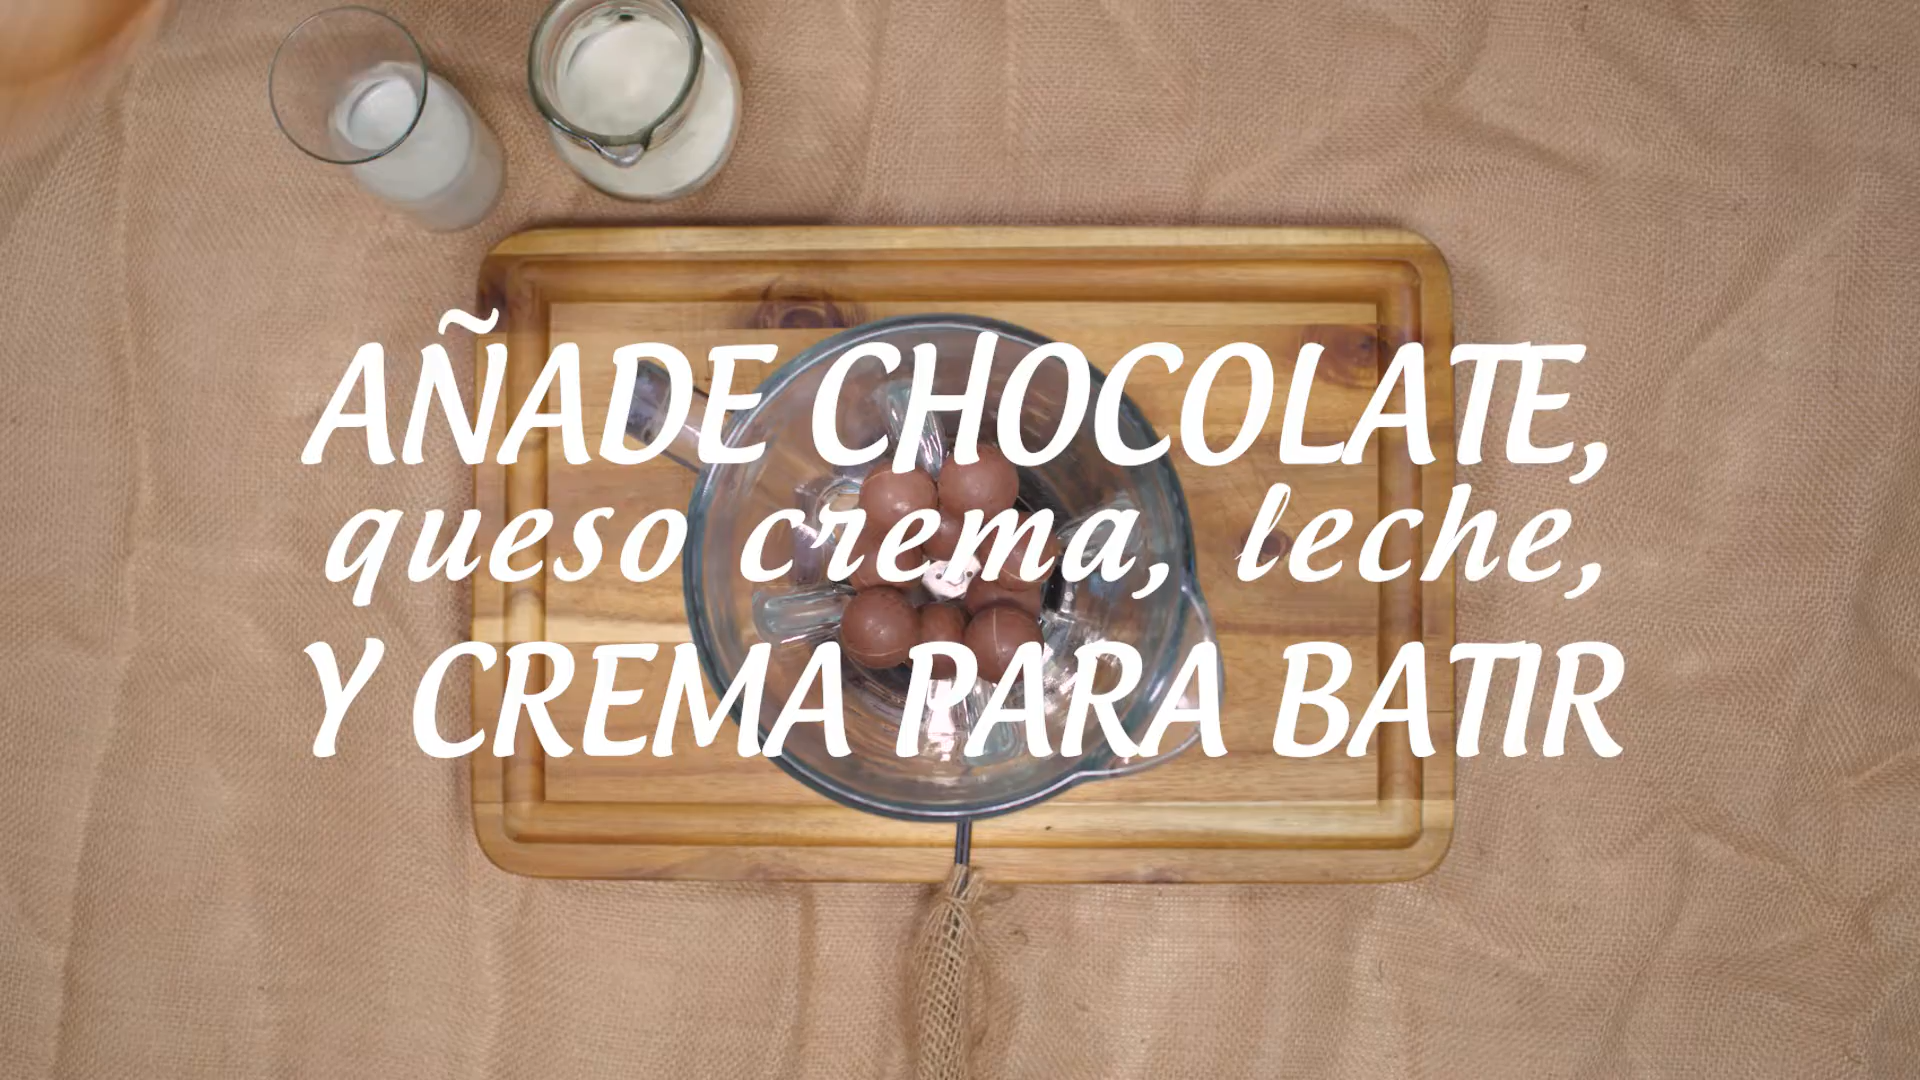 AÑADE CHOCOLATE,
queso crema, leche,
Y CREMA PARA BATIR